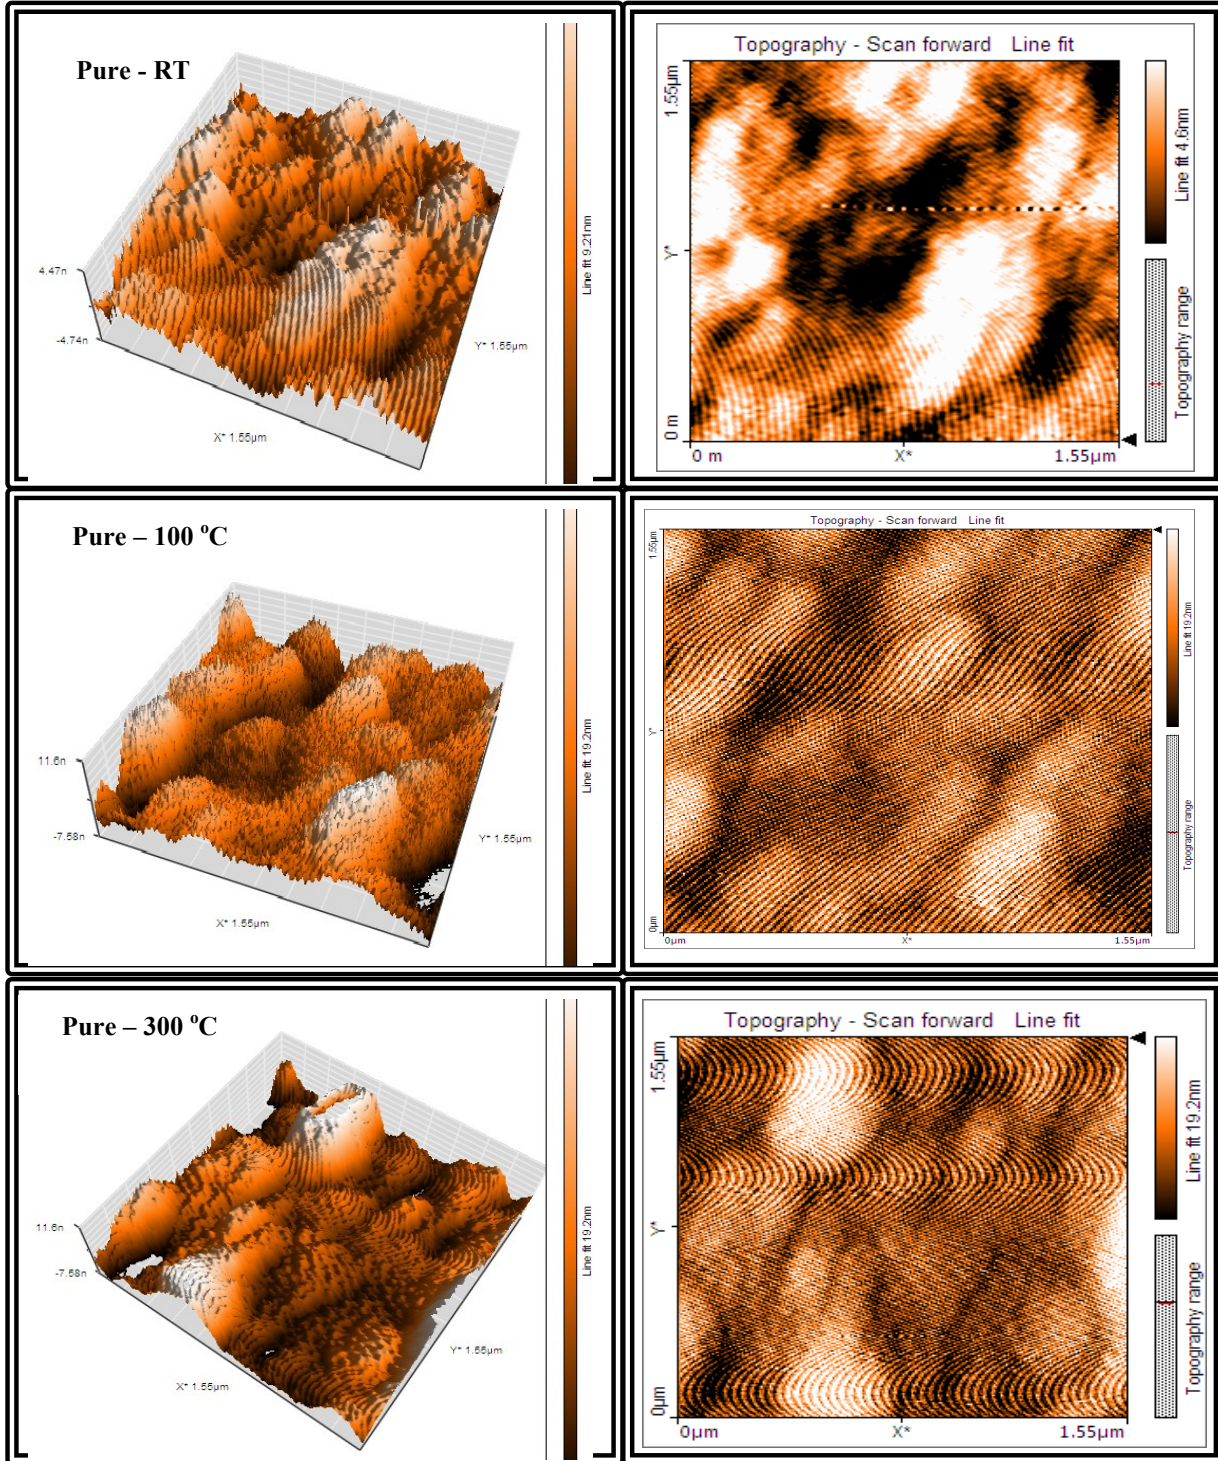 Pure - RT
4.47n
-4.74n
X* 1.55µm
Y* 1.55µm
Line fit 9.21nm
Topography - Scan forward Line fit
1.55µm
Y*
0 m
0 m
X*
1.55µm
Line fit 4.6nm
Topography range
Pure – 100 °C
11.6n
-7.58n
X* 1.55µm
Y* 1.55µm
Line fit 19.2nm
Topography - Scan forward Line fit
1.55µm
Y*
0µm
0µm
X*
1.55µm
Line fit 19.2nm
Topography range
Pure – 300 °C
11.6n
-7.58n
X* 1.55µm
Y* 1.55µm
Line fit 19.2nm
Topography - Scan forward Line fit
1.55µm
Y*
0µm
0µm
X*
1.55µm
Line fit 19.2nm
Topography range